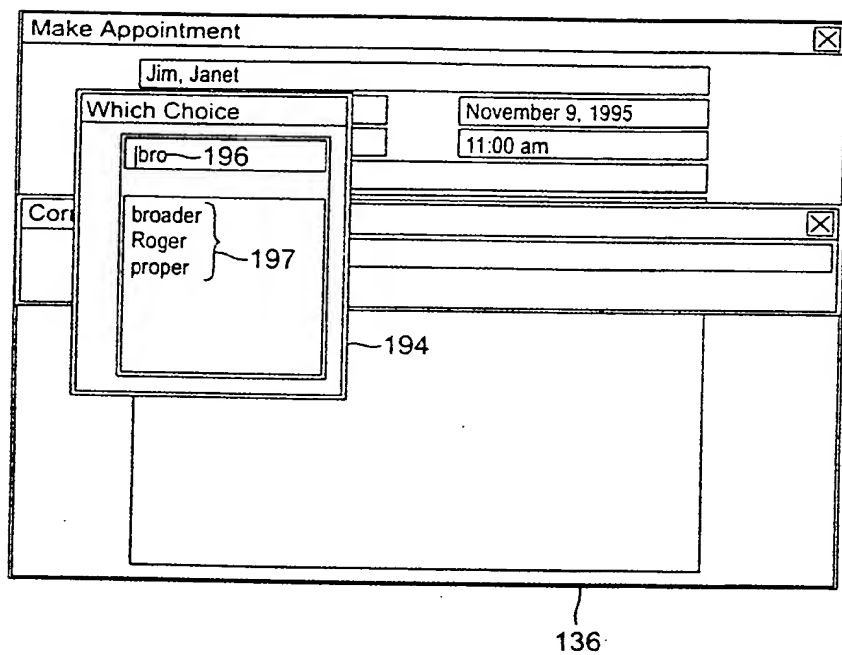 Make Appointment
Jim, Janet
Which Choice
November 9, 1995
bro 196
11:00 am
Cor
broader
Roger
proper
197
194
136